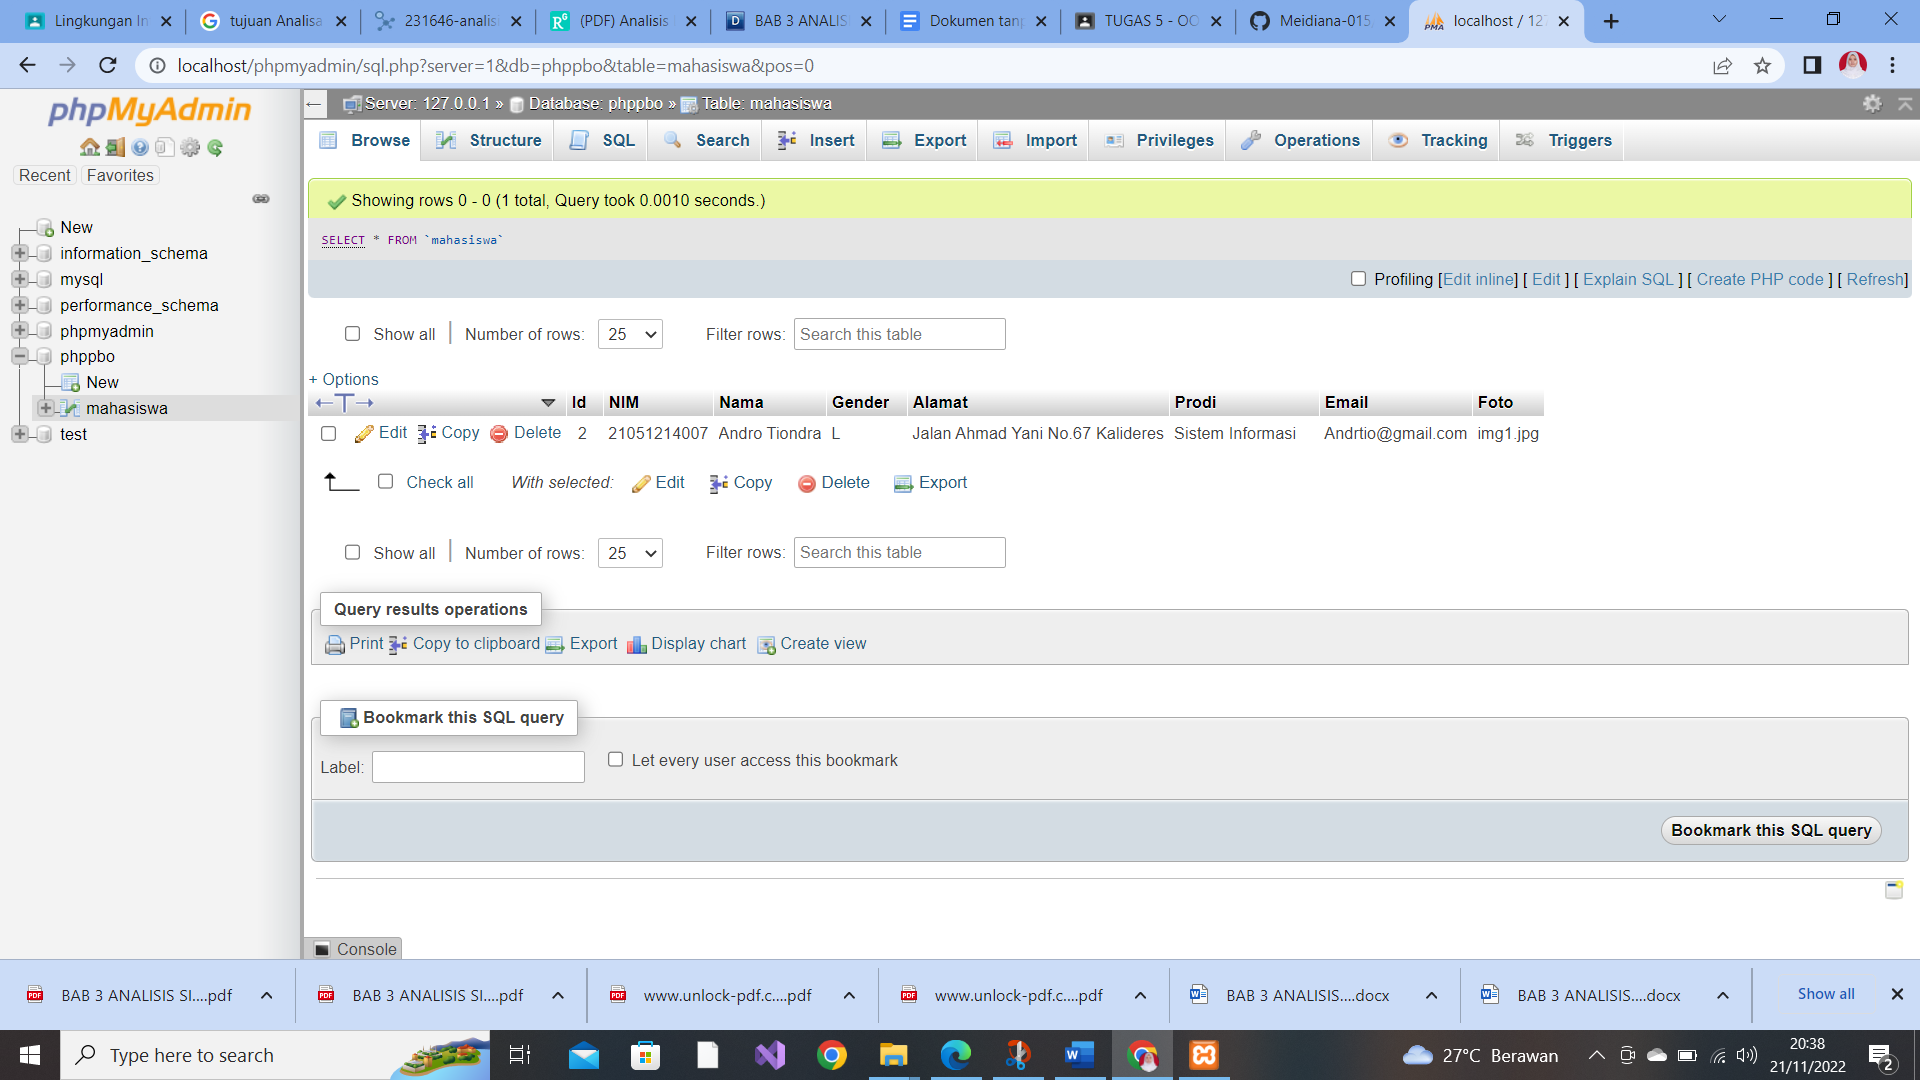 Lingkungan In
tujuan Analisa
231646-analis
(PDF) Analisis
BAB 3 ANALIS
Dokumen tanp
TUGAS 5 - OO
Meidiana-015
localhost / 127
localhost/phpmyadmin/sql.php?server=1&db=phppbo&table=mahasiswa&pos=0
phpMyAdmin
Recent Favorites
New
information_schema
mysql
performance_schema
phpmyadmin
phppbo
New
mahasiswa
test
Server: 127.0.0.1 » Database: phppbo » Table: mahasiswa
Browse Structure SQL Search Insert Export Import Privileges Operations Tracking Triggers
Showing rows 0 - 0 (1 total, Query took 0.0010 seconds.)
SELECT * FROM `mahasiswa`
Profiling [Edit inline] [ Edit ] [ Explain SQL ] [ Create PHP code ] [ Refresh]
Show all Number of rows: 25 Filter rows: Search this table
+ Options
Id NIM Nama Gender Alamat Prodi Email Foto
Edit Copy Delete 2 21051214007 Andro Tiondra L Jalan Ahmad Yani No.67 Kalideres Sistem Informasi Andrtio@gmail.com img1.jpg
Check all With selected: Edit Copy Delete Export
Show all Number of rows: 25 Filter rows: Search this table
Query results operations
Print Copy to clipboard Export Display chart Create view
Bookmark this SQL query
Label: Let every user access this bookmark
Bookmark this SQL query
Console
BAB 3 ANALISIS SI....pdf
BAB 3 ANALISIS SI....pdf
www.unlock-pdf.c....pdf
www.unlock-pdf.c....pdf
BAB 3 ANALISIS....docx
BAB 3 ANALISIS....docx
Show all
Type here to search
27°C Berawan
20:38
21/11/2022
2